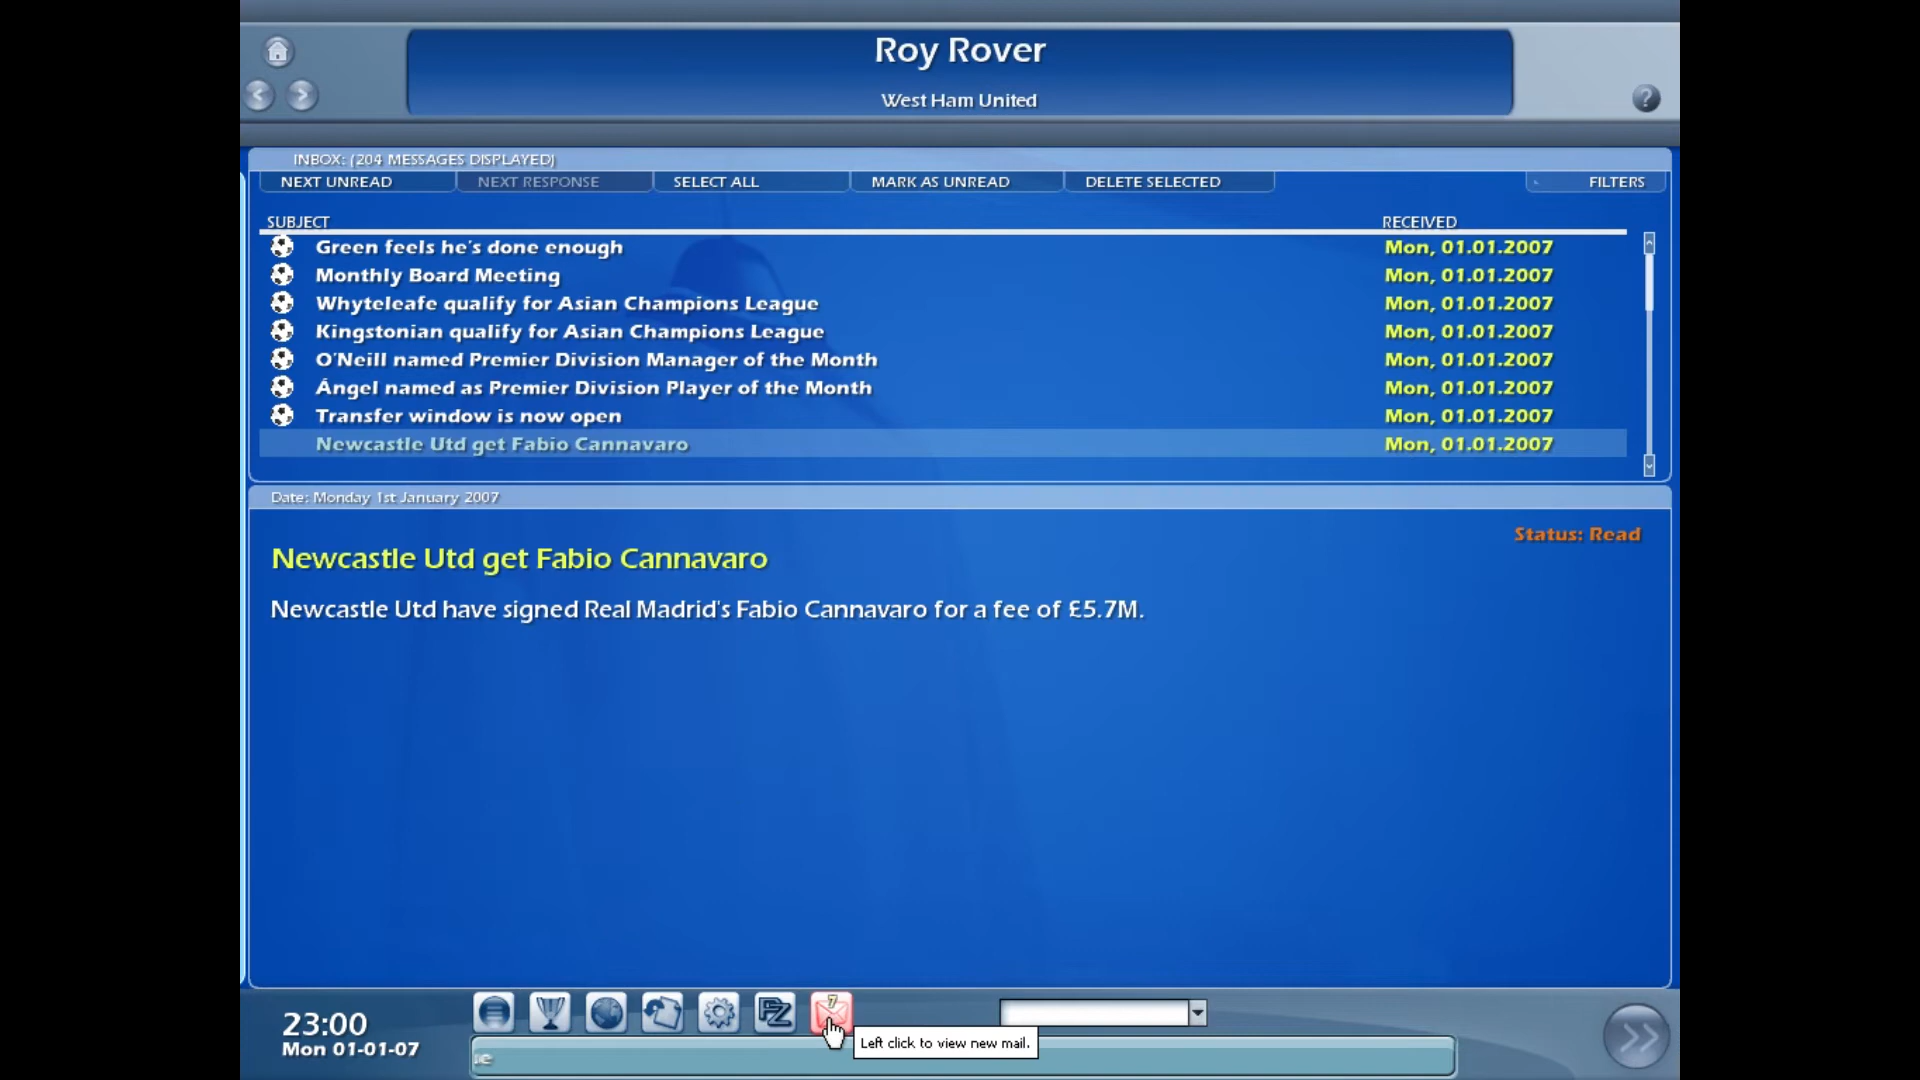 Roy Rover
West Ham United
?
INBOX: (204 MESSAGES DISPLAYED)
NEXT UNREAD NEXT RESPONSE SELECT ALL MARK AS UNREAD DELETE SELECTED FILTERS
SUBJECT RECEIVED
Green feels he's done enough Mon, 01.01.2007
Monthly Board Meeting Mon, 01.01.2007
Whyteleafe qualify for Asian Champions League Mon, 01.01.2007
Kingstonian qualify for Asian Champions League Mon, 01.01.2007
O'Neill named Premier Division Manager of the Month Mon, 01.01.2007
Ángel named as Premier Division Player of the Month Mon, 01.01.2007
Transfer window is now open Mon, 01.01.2007
Newcastle Utd get Fabio Cannavaro Mon, 01.01.2007
Date: Monday 1st January 2007
Status: Read
Newcastle Utd get Fabio Cannavaro
Newcastle Utd have signed Real Madrid's Fabio Cannavaro for a fee of £5.7M.
7
23:00
Mon 01-01-07
Left click to view new mail.